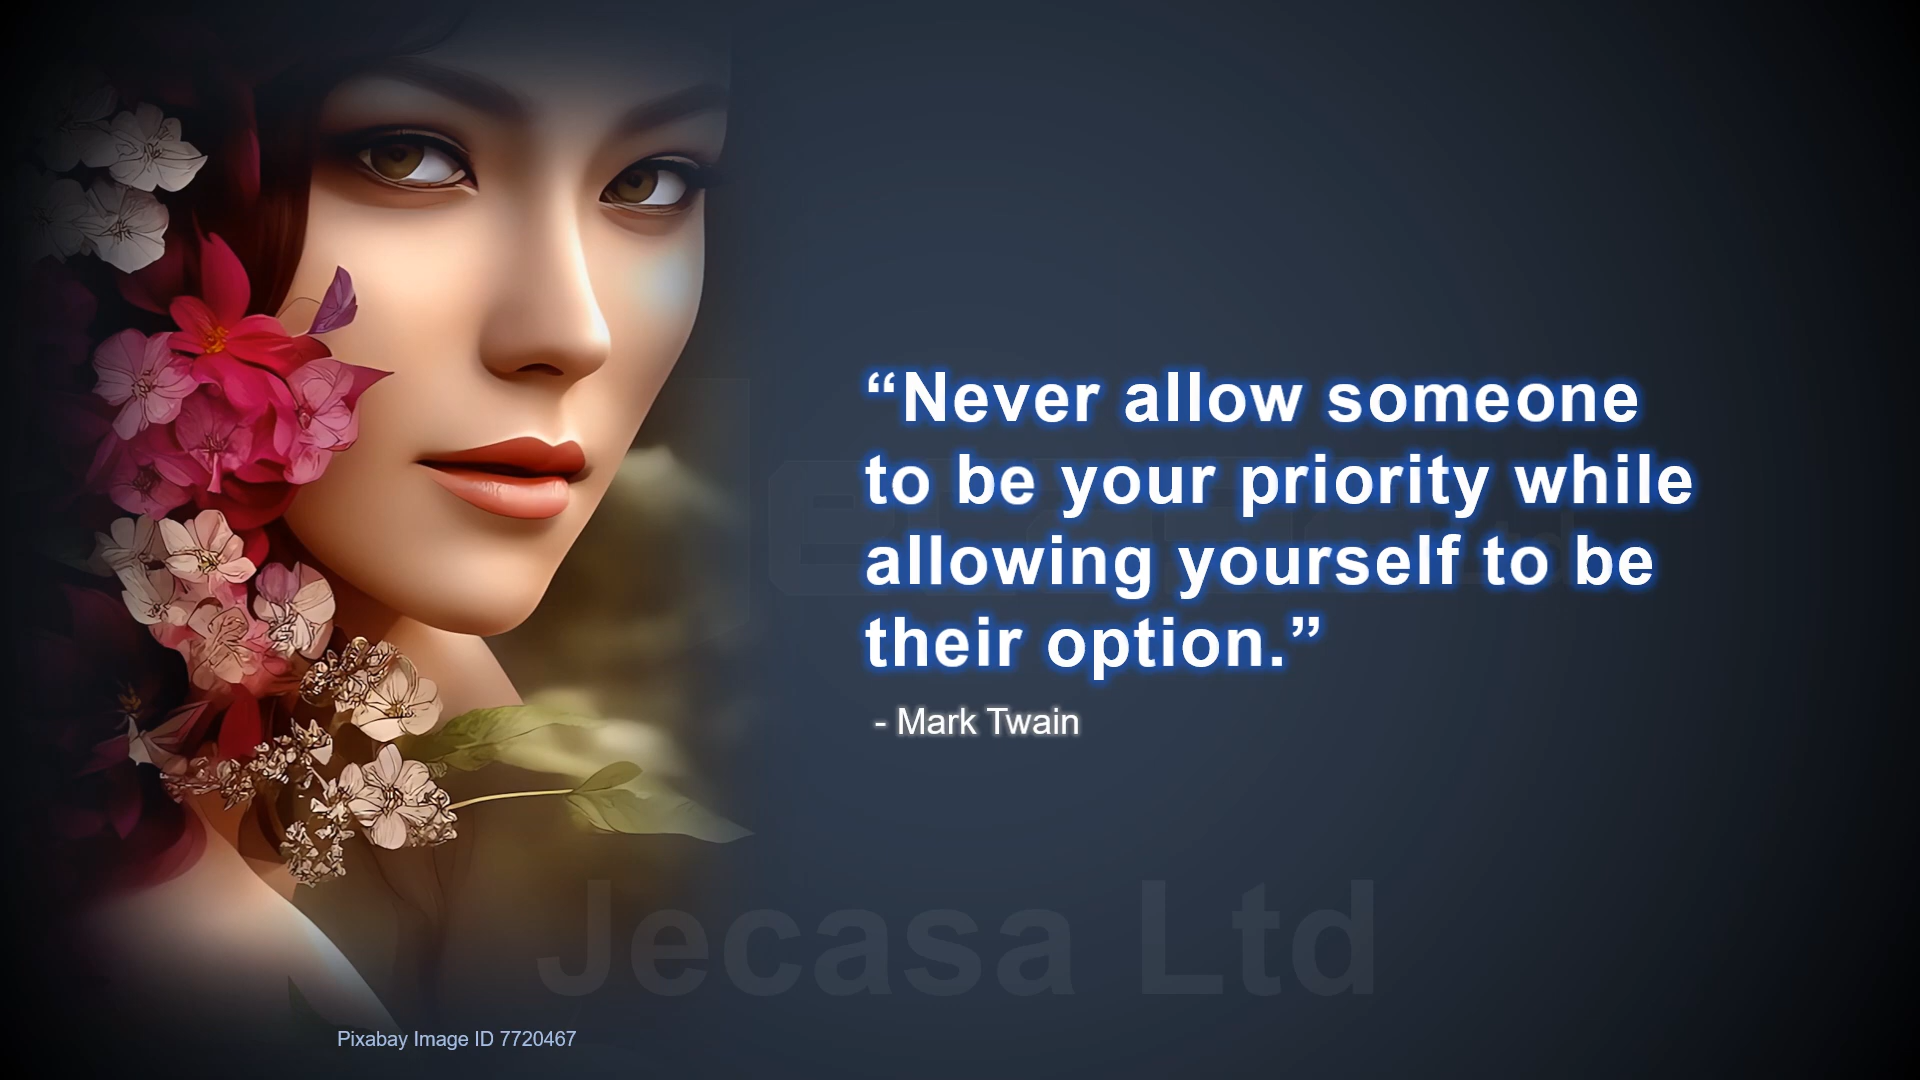 “Never allow someone
to be your priority while
allowing yourself to be
their option.”
- Mark Twain
Jecasa Ltd
Pixabay Image ID 7720467